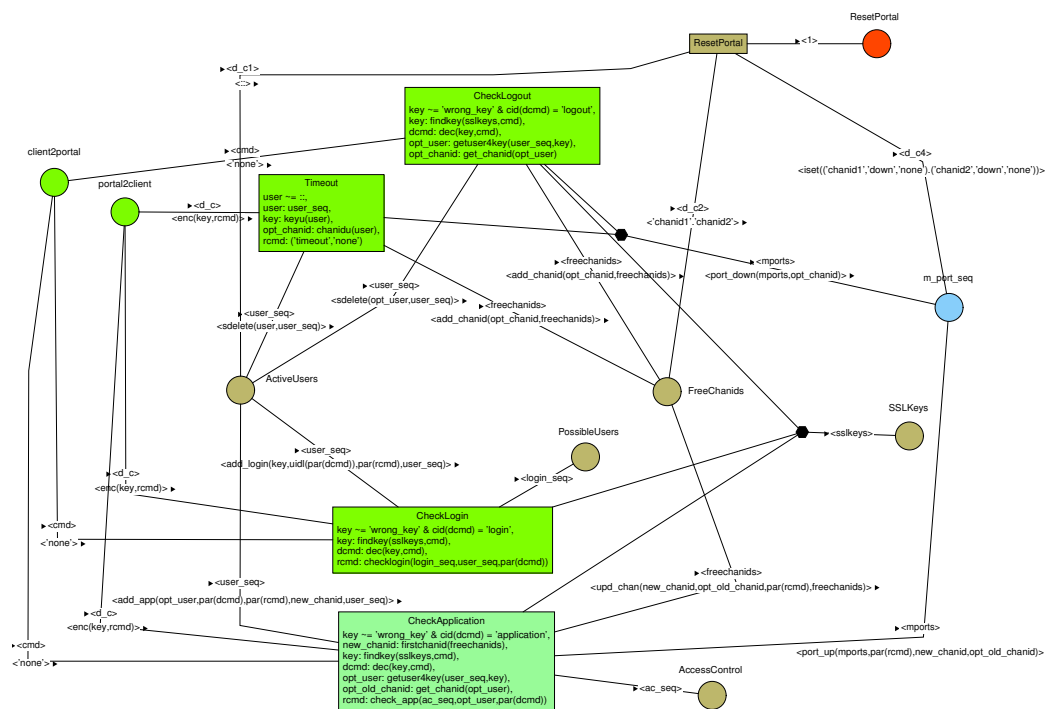 ResetPortal
ResetPortal
<1>
<d_c1>
<::>
CheckLogout
key ~= 'wrong_key' & cid(dcmd) = 'logout',
key: findkey(sslkeys,cmd),
dcmd: dec(key,cmd),
opt_user: getuser4key(user_seq,key),
opt_chanid: get_chanid(opt_user)
client2portal
<cmd>
<'none'>
<d_c4>
<iset(('chanid1','down','none').('chanid2','down','none'))>
portal2client
Timeout
user ~= ::,
user: user_seq,
key: keyu(user),
opt_chanid: chanidu(user),
rcmd: ('timeout','none')
<d_c>
<enc(key,rcmd)>
<d_c2>
<'chanid1'.'chanid2'>
<freechanids>
<add_chanid(opt_chanid,freechanids)>
<mports>
<port_down(mports,opt_chanid)>
m_port_seq
<user_seq>
<sdelete(opt_user,user_seq)>
<user_seq>
<sdelete(user,user_seq)>
<freechanids>
<add_chanid(opt_chanid,freechanids)>
ActiveUsers
FreeChanids
SSLKeys
PossibleUsers
<sslkeys>
<user_seq>
<add_login(key,uidl(par(dcmd)),par(rcmd),user_seq)>
<login_seq>
<d_c>
<enc(key,rcmd)>
CheckLogin
key ~= 'wrong_key' & cid(dcmd) = 'login',
key: findkey(sslkeys,cmd),
dcmd: dec(key,cmd),
rcmd: checklogin(login_seq,user_seq,par(dcmd))
<cmd>
<'none'>
<user_seq>
<add_app(opt_user,par(dcmd),par(rcmd),new_chanid,user_seq)>
<freechanids>
<upd_chan(new_chanid,opt_old_chanid,par(rcmd),freechanids)>
<d_c>
<enc(key,rcmd)>
CheckApplication
key ~= 'wrong_key' & cid(dcmd) = 'application',
new_chanid: firstchanid(freechanids),
key: findkey(sslkeys,cmd),
dcmd: dec(key,cmd),
opt_user: getuser4key(user_seq,key),
opt_old_chanid: get_chanid(opt_user),
rcmd: check_app(ac_seq,opt_user,par(dcmd))
<mports>
<port_up(mports,par(rcmd),new_chanid,opt_old_chanid)>
<cmd>
<'none'>
AccessControl
<ac_seq>